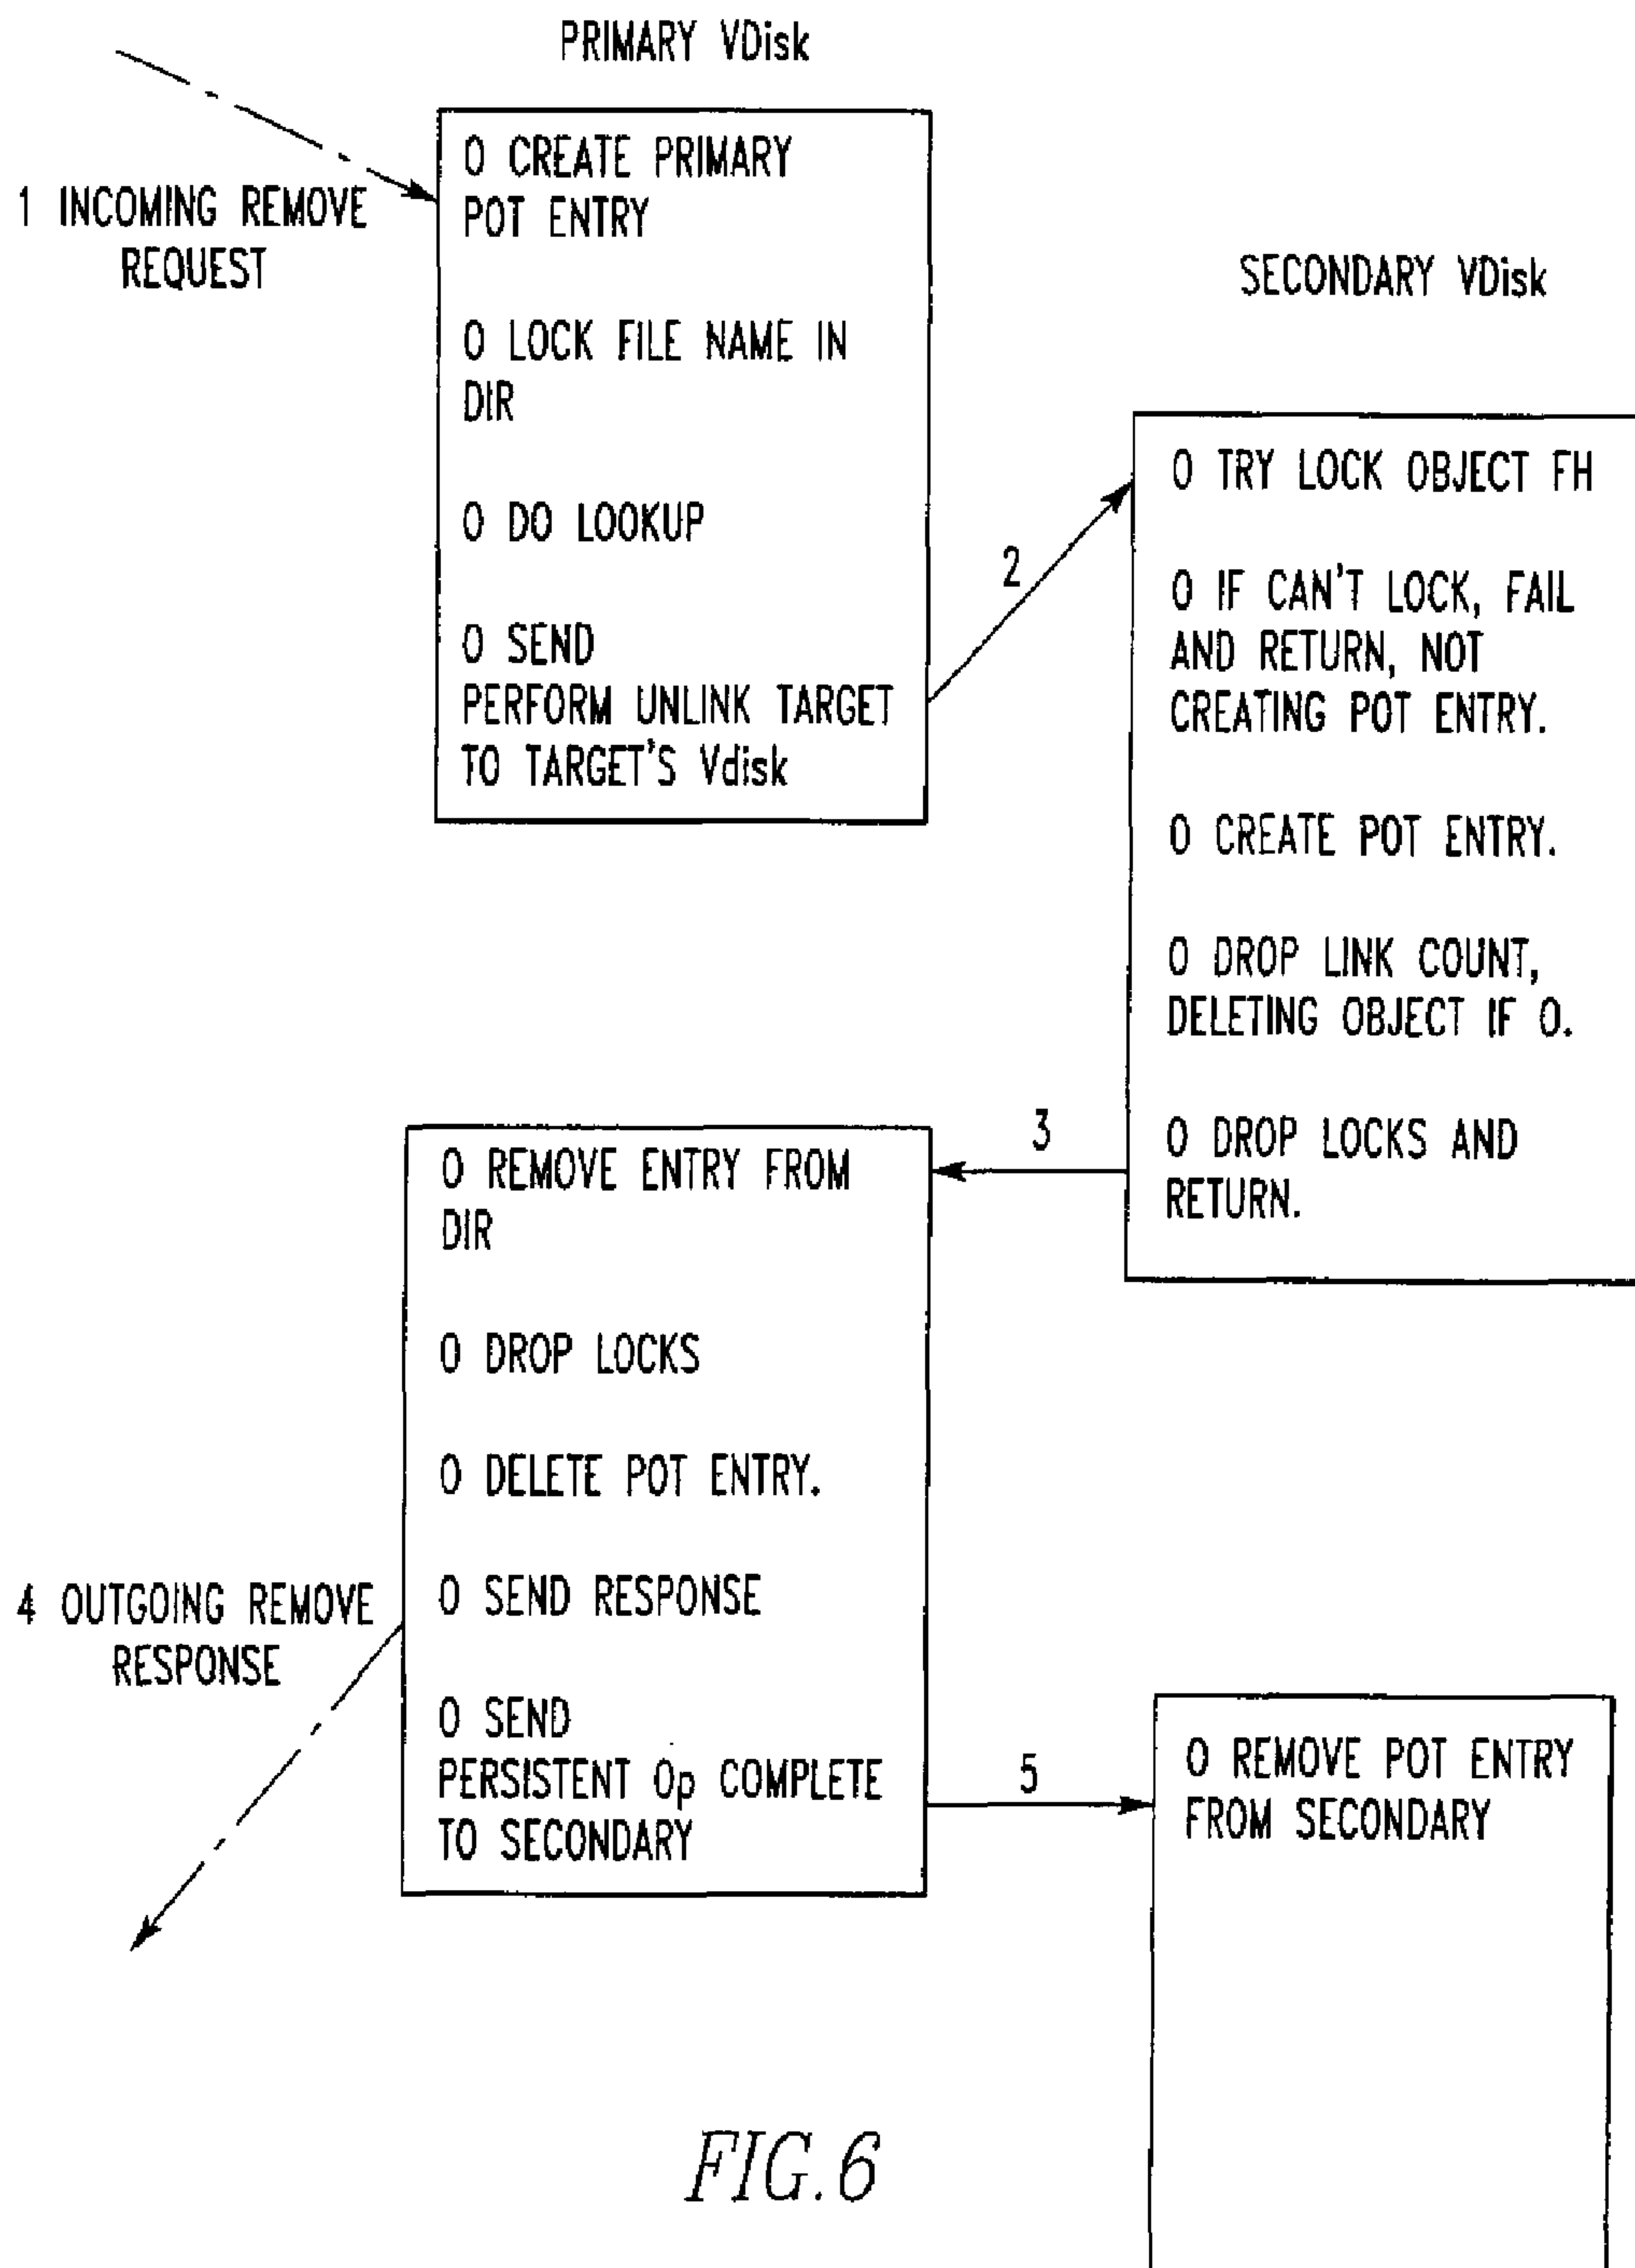 PRIMARY VDisk
1 INCOMING REMOVE
REQUEST
O CREATE PRIMARY
POT ENTRY
O LOCK FILE NAME IN
DIR
O DO LOOKUP
O SEND
PERFORM UNLINK TARGET
TO TARGET'S Vdisk
2
SECONDARY VDisk
O TRY LOCK OBJECT FH
O IF CAN'T LOCK, FAIL
AND RETURN, NOT
CREATING POT ENTRY.
O CREATE POT ENTRY.
O DROP LINK COUNT,
DELETING OBJECT IF 0.
O DROP LOCKS AND
RETURN.
3
O REMOVE ENTRY FROM
DIR
O DROP LOCKS
O DELETE POT ENTRY.
O SEND RESPONSE
O SEND
PERSISTENT Op COMPLETE
TO SECONDARY
4 OUTGOING REMOVE
RESPONSE
5
O REMOVE POT ENTRY
FROM SECONDARY
FIG.6